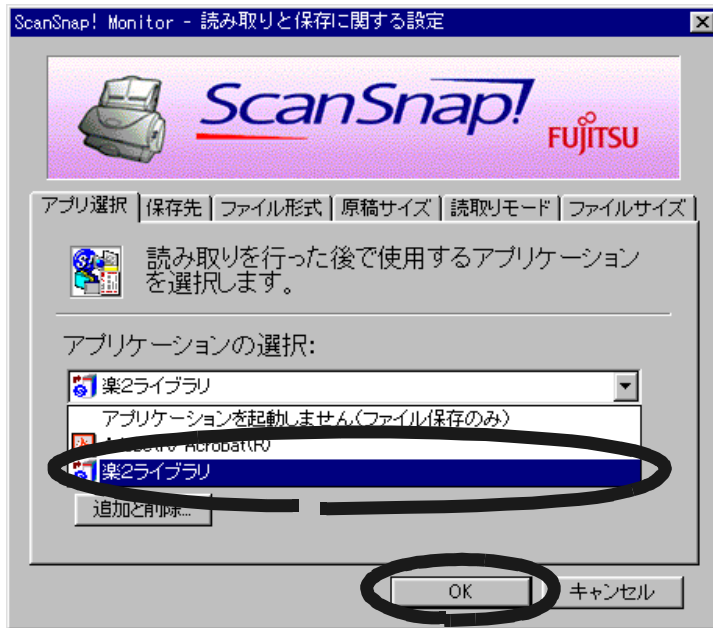 ScanSnap! Monitor - 読み取りと保存に関する設定
ScanSnap!
FUJITSU
アプリ選択 保存先 ファイル形式 原稿サイズ 読取りモード ファイルサイズ
読み取りを行った後で使用するアプリケーション
を選択します。
アプリケーションの選択:
楽2ライブラリ
アプリケーションを起動しません(ファイル保存のみ)
Adobe(R) Acrobat(R)
楽2ライブラリ
追加と削除...
OK キャンセル